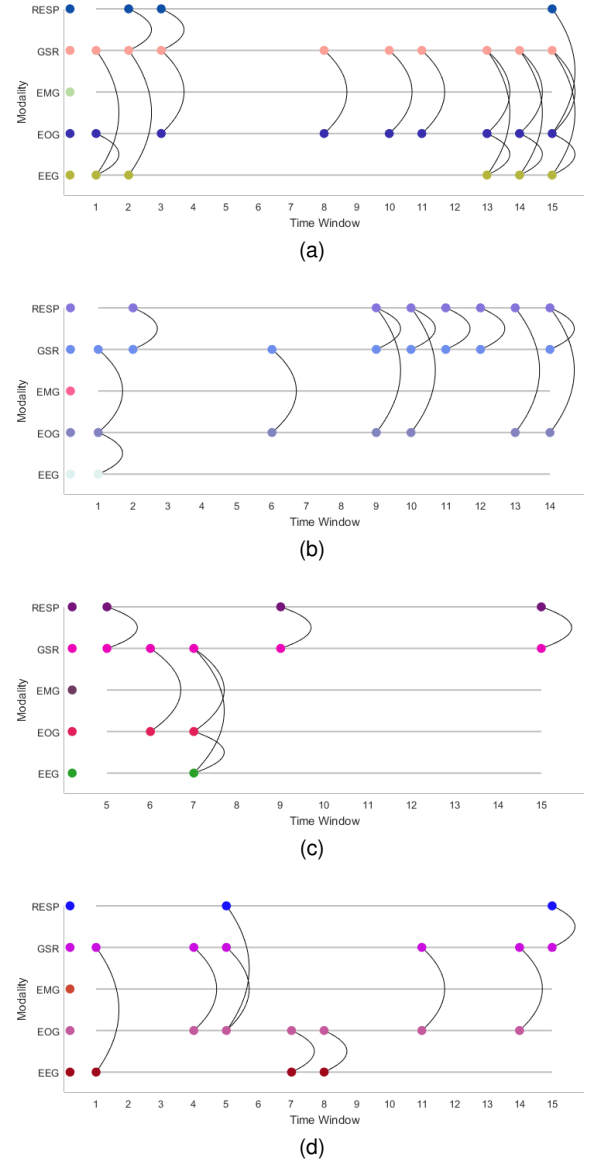 RESP
GSR
EMG
EOG
EEG
Modality
1 2 3 4 5 6 7 8 9 10 11 12 13 14 15
Time Window
(a)
RESP
GSR
EMG
EOG
EEG
Modality
1 2 3 4 5 6 7 8 9 10 11 12 13 14
Time Window
(b)
RESP
GSR
EMG
EOG
EEG
Modality
5 6 7 8 9 10 11 12 13 14 15
Time Window
(c)
RESP
GSR
EMG
EOG
EEG
Modality
1 2 3 4 5 6 7 8 9 10 11 12 13 14 15
Time Window
(d)